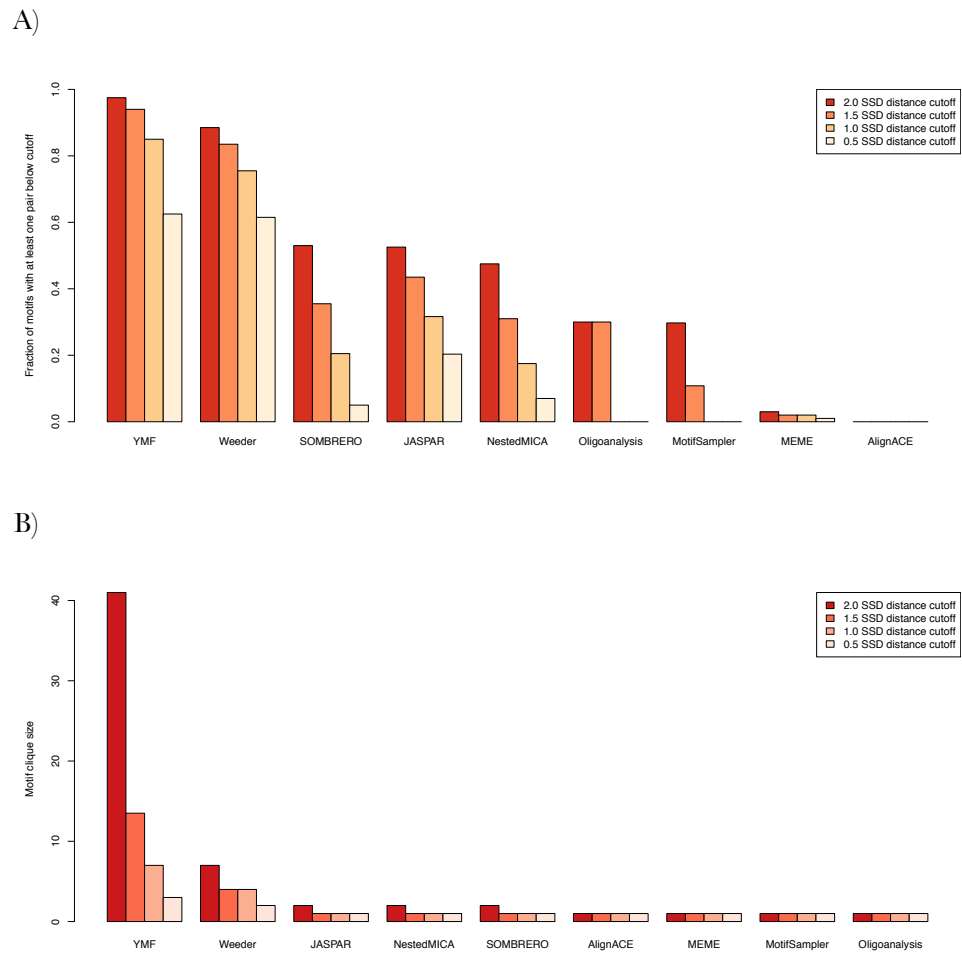 A)
Fraction of motifs with at least one pair below cutoff
1.0
0.8
0.6
0.4
0.2
0.0
2.0 SSD distance cutoff
1.5 SSD distance cutoff
1.0 SSD distance cutoff
0.5 SSD distance cutoff
YMF Weeder SOMBRERO JASPAR NestedMICA Oligoanalysis MotifSampler MEME AlignACE
B)
Motif clique size
40
30
20
10
0
2.0 SSD distance cutoff
1.5 SSD distance cutoff
1.0 SSD distance cutoff
0.5 SSD distance cutoff
YMF Weeder JASPAR NestedMICA SOMBRERO AlignACE MEME MotifSampler Oligoanalysis